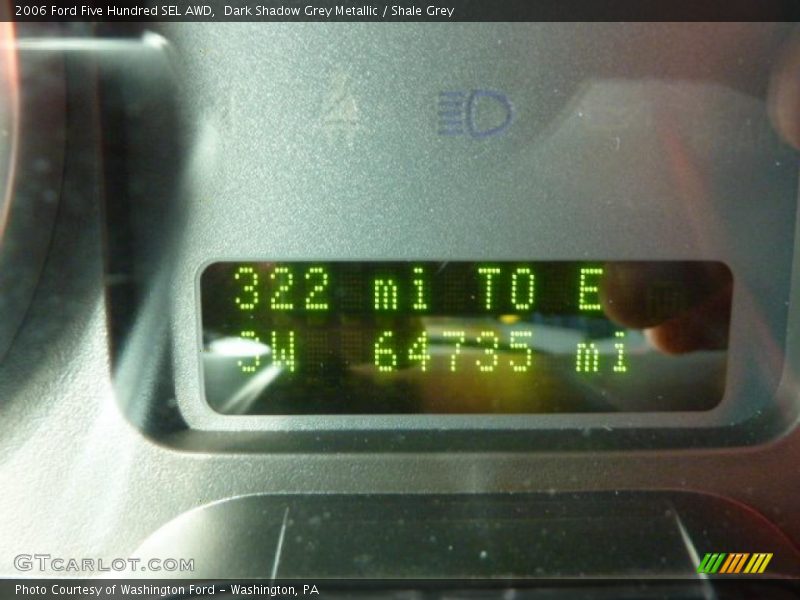 2006 Ford Five Hundred SEL AWD,  Dark Shadow Grey Metallic / Shale Grey
322 mi TO E
64735 mi
GTCARLOT.COM
Photo Courtesy of Washington Ford - Washington, PA